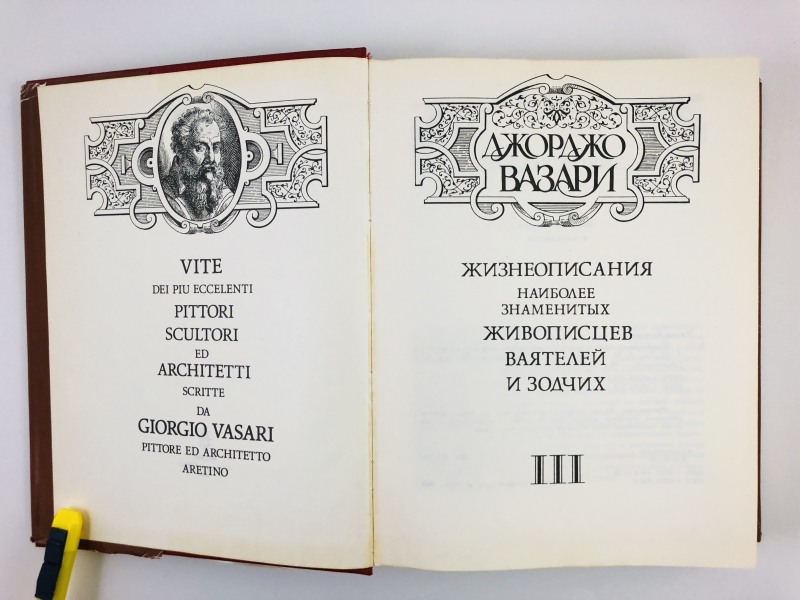 VITE
DEI PIU ECCELENTI
PITTORI
SCULTORI
ED
ARCHITETTI
SCRITTE
DA
GIORGIO VASARI
PITTORE ED ARCHITETTO
ARETINO
ДЖОРДЖО
ВАЗАРИ
ЖИЗНЕОПИСАНИЯ
НАИБОЛЕЕ
ЗНАМЕНИТЫХ
ЖИВОПИСЦЕВ
ВАЯТЕЛЕЙ
И ЗОДЧИХ
III